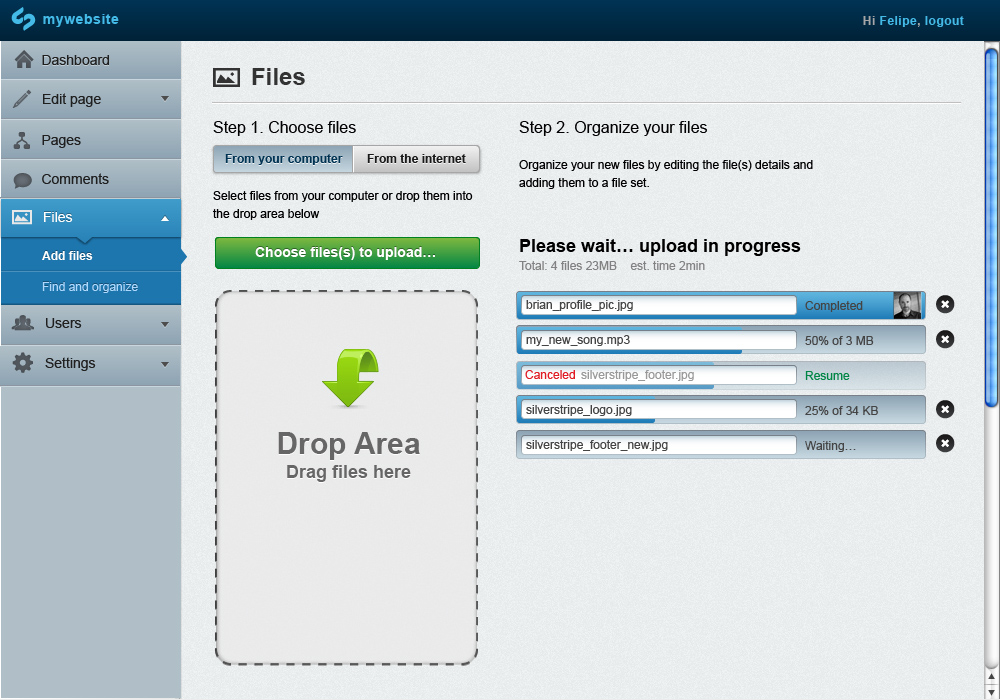 mywebsite
Hi Felipe, logout
Dashboard
Edit page
Pages
Comments
Files
Add files
Find and organize
Users
Settings
Files
Step 1. Choose files
From your computer
From the internet
Select files from your computer or drop them into
the drop area below
Choose files(s) to upload...
Drop Area
Drag files here
Step 2. Organize your files
Organize your new files by editing the file(s) details and
adding them to a file set.
Please wait... upload in progress
Total: 4 files 23MB est. time 2min
brian_profile_pic.jpg Completed
my_new_song.mp3 50% of 3 MB
Canceled silverstripe_footer.jpg Resume
silverstripe_logo.jpg 25% of 34 KB
silverstripe_footer_new.jpg Waiting...